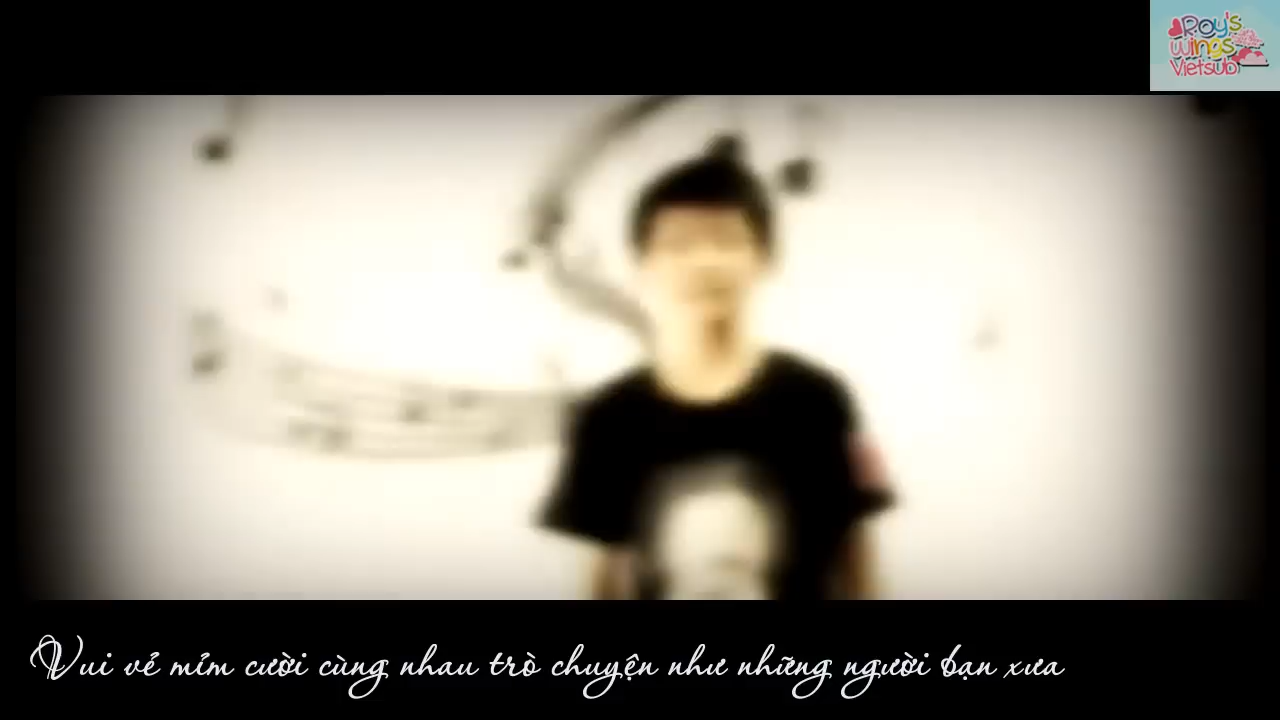 Roy's
wings
Vietsub
Vui vẻ mỉm cười cùng nhau trò chuyện như những người bạn xưa